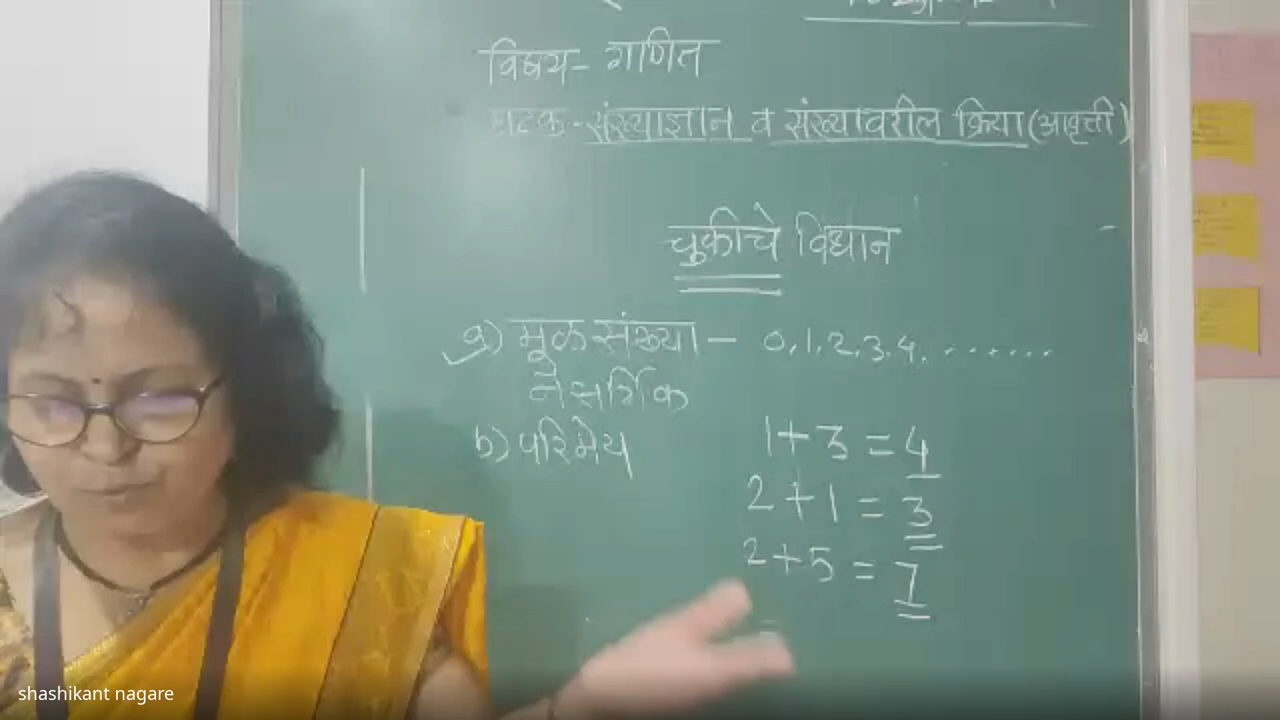 विषय- गणित
घटक-संख्याज्ञान व संख्यावरील क्रिया(आवृत्ती)
चुकीचे विधान
a) मूळसंख्या - 0,1,2,3,4,.......
नैसर्गिक
b) परिमेय
1+3=4
2+1=3
2+5=7
shashikant nagare